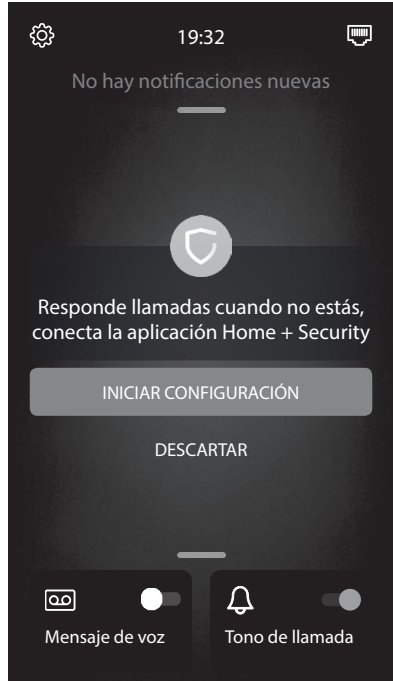 19:32
No hay notificaciones nuevas
Responde llamadas cuando no estás,
conecta la aplicación Home + Security
INICIAR CONFIGURACIÓN
DESCARTAR
Mensaje de voz
Tono de llamada